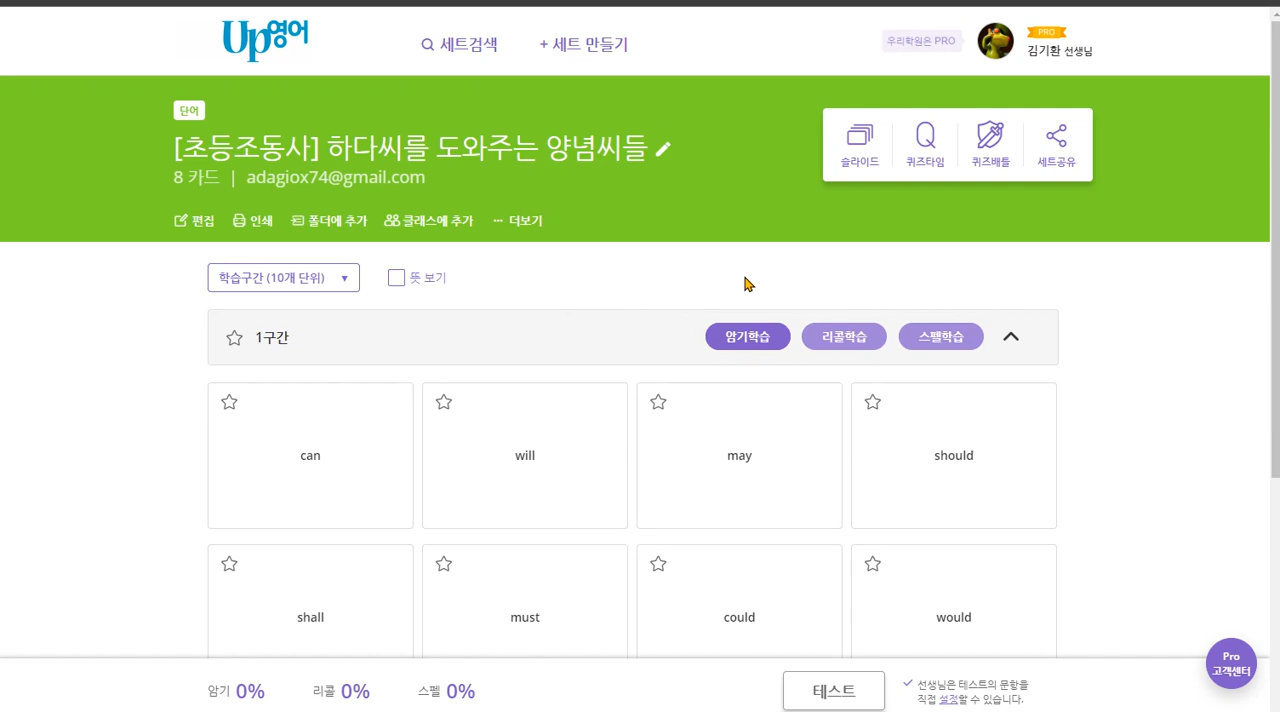 Up영어
세트검색
+ 세트 만들기
우리학원은 PRO
PRO
김기환 선생님
단어
[초등조동사] 하다씨를 도와주는 양념씨들
8 카드 | adagiox74@gmail.com
슬라이드
퀴즈타임
퀴즈배틀
세트공유
편집
인쇄
폴더에 추가
클래스에 추가
··· 더보기
학습구간 (10개 단위) ▼
뜻 보기
1구간
암기학습
리콜학습
스펠학습
can
will
may
should
shall
must
could
would
Pro
고객센터
암기 0%
리콜 0%
스펠 0%
테스트
선생님은 테스트의 문항을
직접 설정할 수 있습니다.